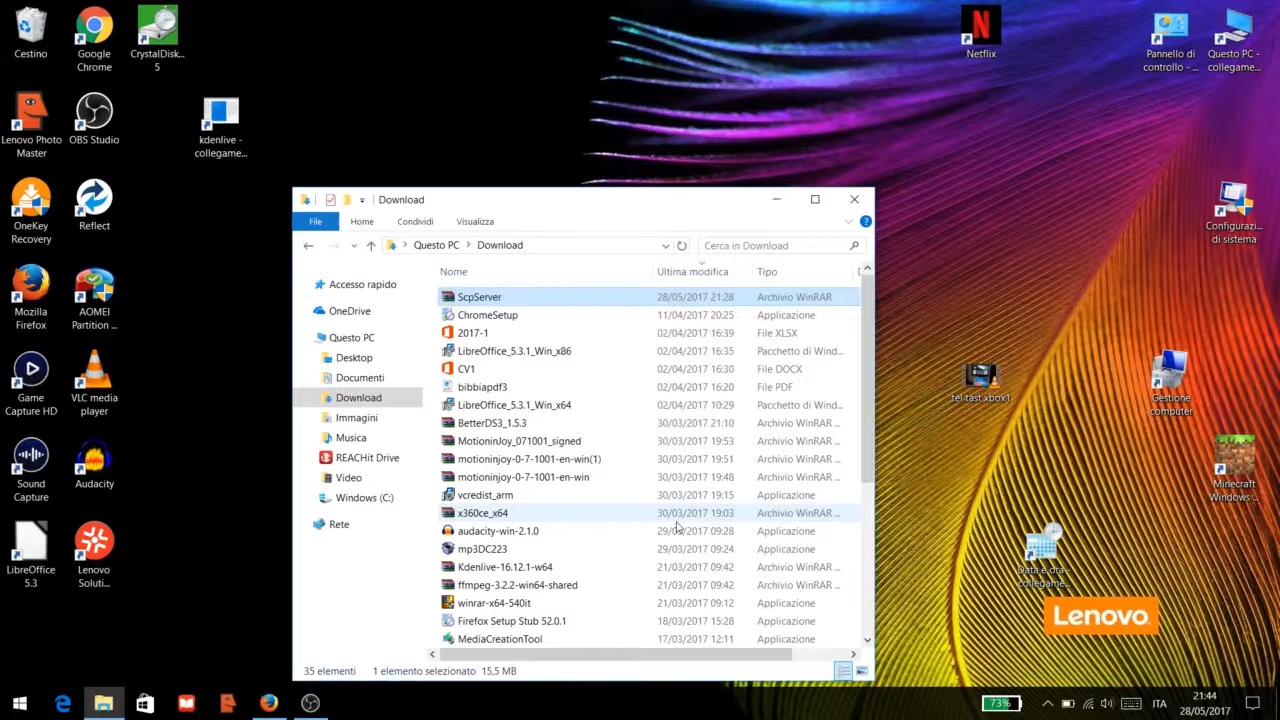 Cestino
Google
Chrome
CrystalDisk...
5
Netflix
Pannello di
controllo - ...
Questo PC -
collegame...
Lenovo Photo
Master
OBS Studio
kdenlive -
collegame...
OneKey
Recovery
Reflect
Configurazi...
di sistema
Mozilla
Firefox
AOMEI
Partition ...
Game
Capture HD
VLC media
player
tel tast xbox1
Gestione
computer
Sound
Capture
Audacity
Minecraft
Windows ...
LibreOffice
5.3
Lenovo
Soluti...
Data e ora -
collegame...
Lenovo
Download
File Home Condividi Visualizza
Questo PC > Download
Cerca in Download
Nome Ultima modifica Tipo
Accesso rapido
OneDrive
Questo PC
Desktop
Documenti
Download
Immagini
Musica
REACHit Drive
Video
Windows (C:)
Rete
ScpServer 28/05/2017 21:28 Archivio WinRAR
ChromeSetup 11/04/2017 20:25 Applicazione
2017-1 02/04/2017 16:39 File XLSX
LibreOffice_5.3.1_Win_x86 02/04/2017 16:35 Pacchetto di Wind...
CV1 02/04/2017 16:30 File DOCX
bibbiapdf3 02/04/2017 16:20 File PDF
LibreOffice_5.3.1_Win_x64 02/04/2017 10:29 Pacchetto di Wind...
BetterDS3_1.5.3 30/03/2017 21:10 Archivio WinRAR ...
MotioninJoy_071001_signed 30/03/2017 19:53 Archivio WinRAR ...
motioninjoy-0-7-1001-en-win(1) 30/03/2017 19:51 Archivio WinRAR ...
motioninjoy-0-7-1001-en-win 30/03/2017 19:48 Archivio WinRAR ...
vcredist_arm 30/03/2017 19:15 Applicazione
x360ce_x64 30/03/2017 19:03 Archivio WinRAR ...
audacity-win-2.1.0 29/03/2017 09:28 Applicazione
mp3DC223 29/03/2017 09:24 Applicazione
Kdenlive-16.12.1-w64 21/03/2017 09:42 Archivio WinRAR ...
ffmpeg-3.2.2-win64-shared 21/03/2017 09:42 Archivio WinRAR ...
winrar-x64-540it 21/03/2017 09:12 Applicazione
Firefox Setup Stub 52.0.1 18/03/2017 15:28 Applicazione
MediaCreationTool 17/03/2017 12:11 Applicazione
35 elementi 1 elemento selezionato 15,5 MB
73%
ITA
21:44
28/05/2017